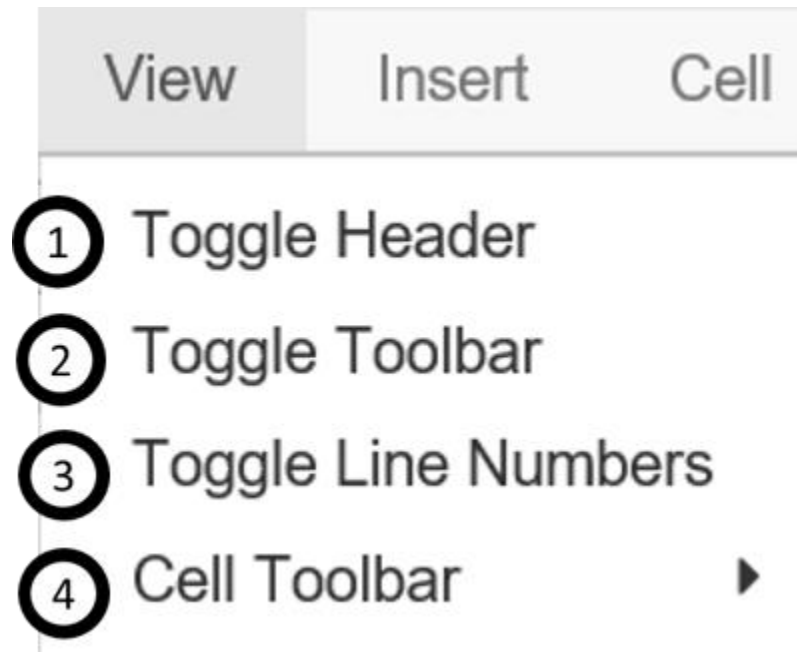 View Insert Cell
1 Toggle Header
2 Toggle Toolbar
3 Toggle Line Numbers
4 Cell Toolbar